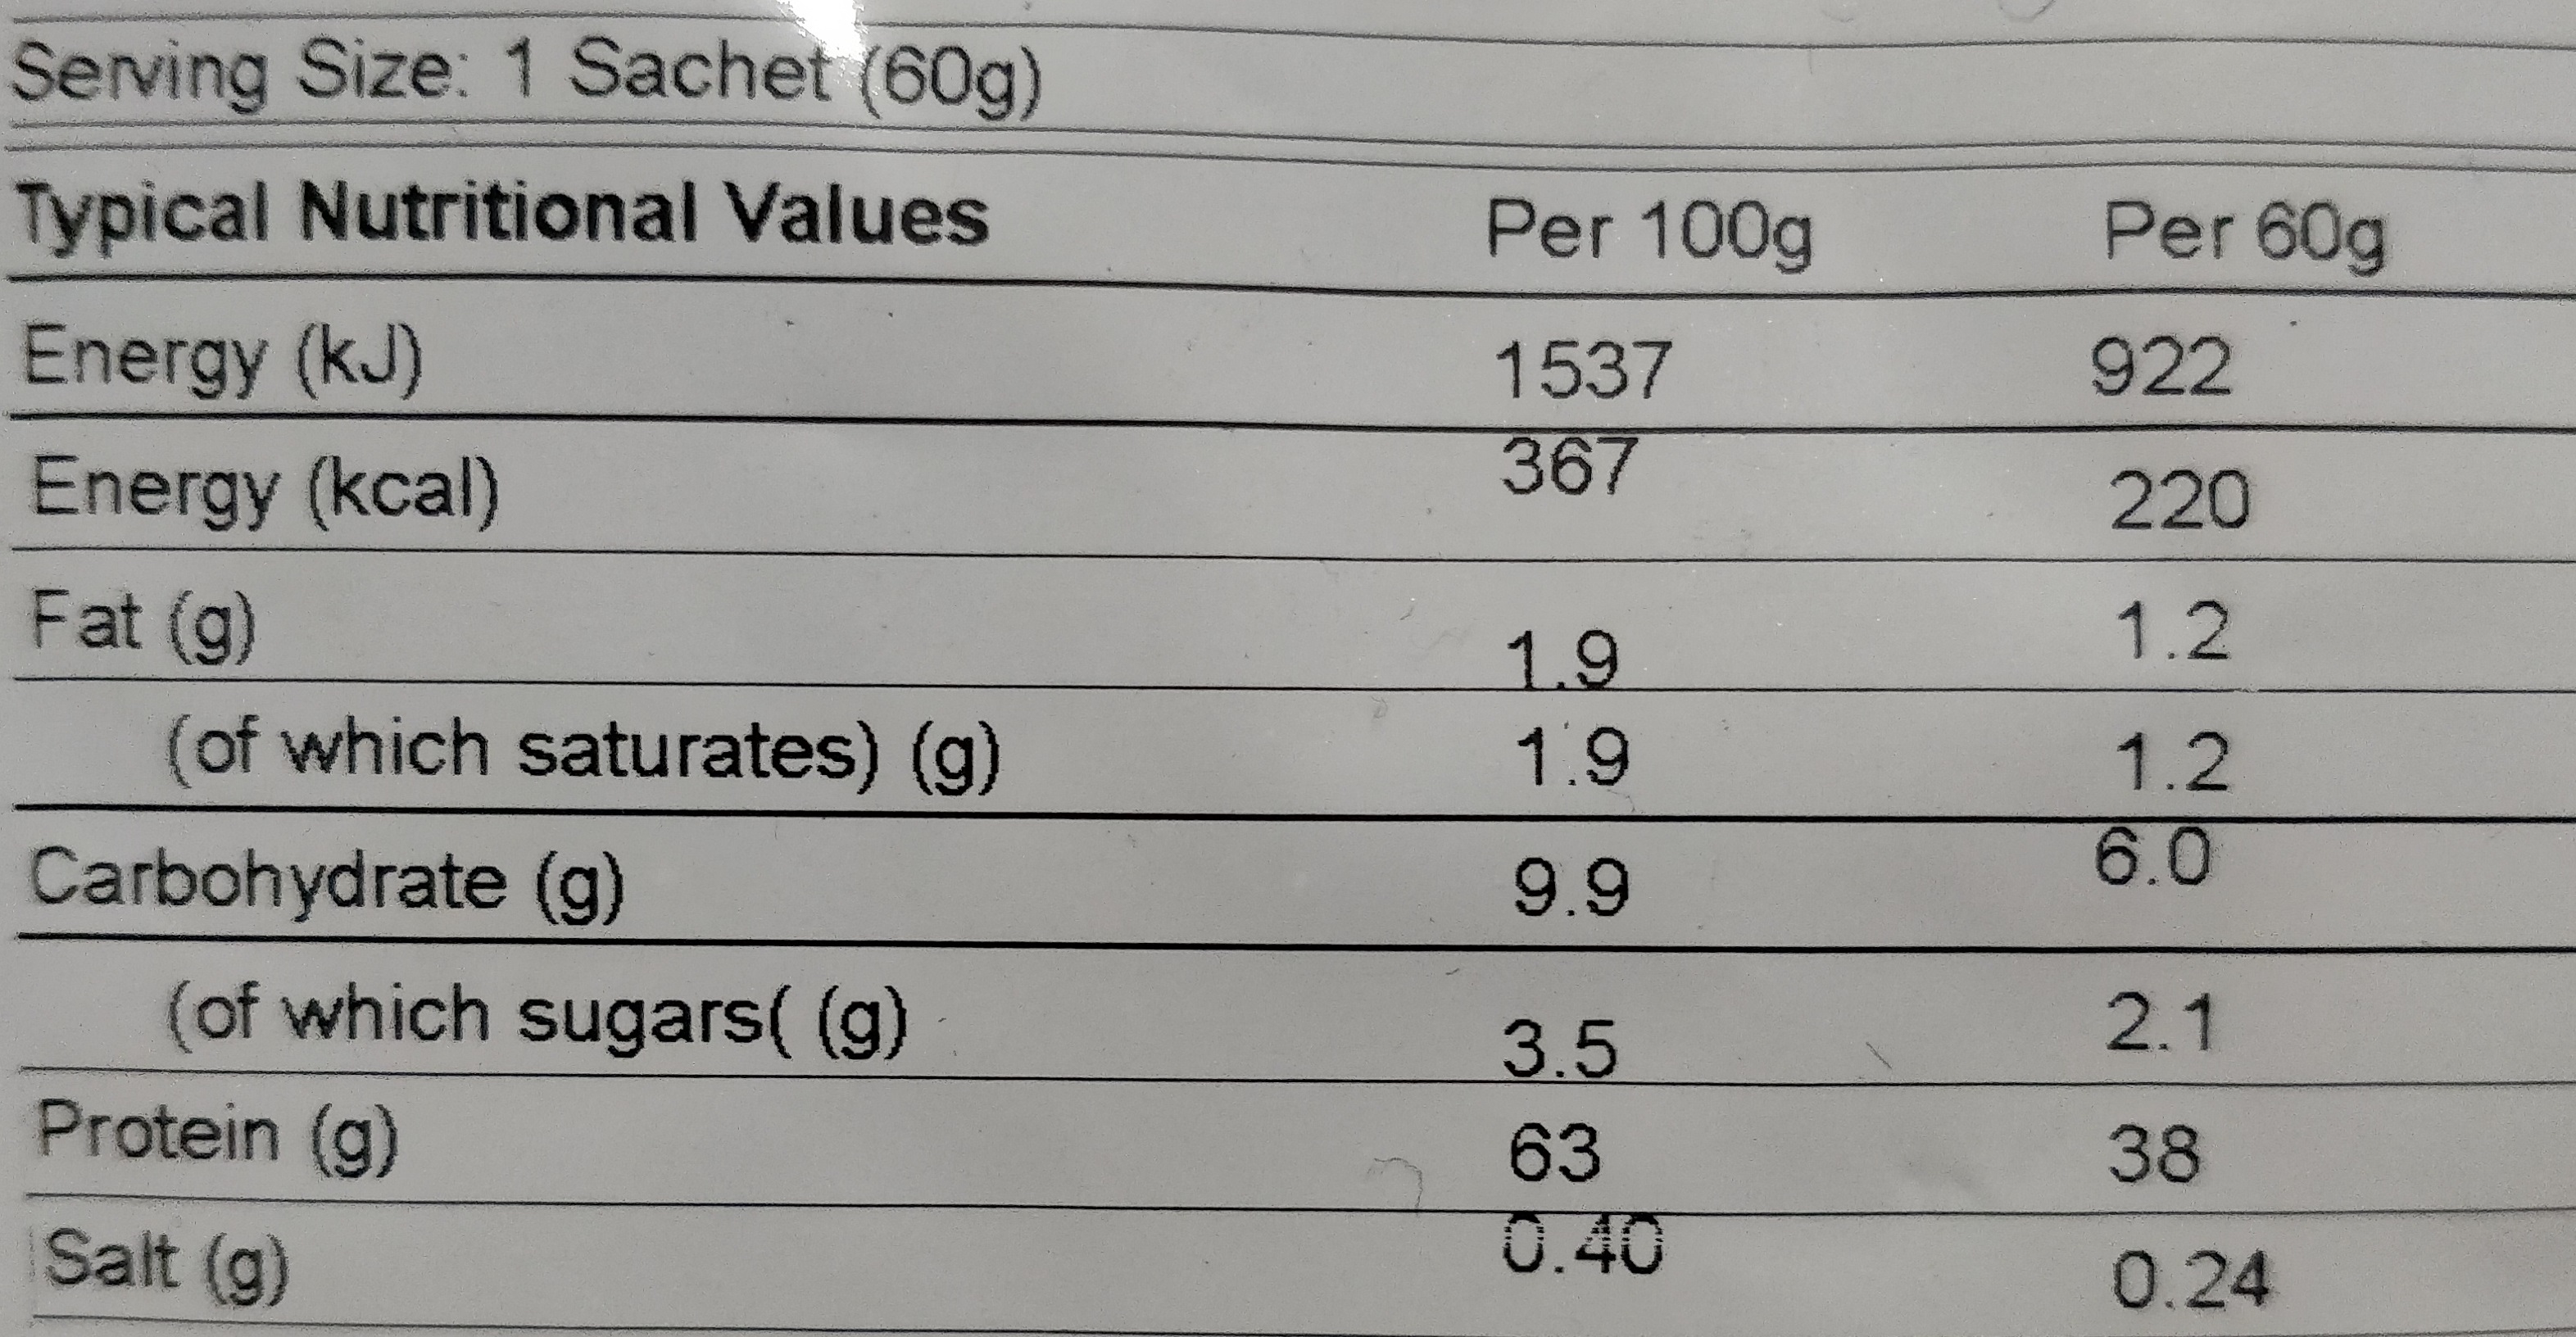 Serving Size: 1 Sachet (60g)
Typical Nutritional Values Per 100g Per 60g
Energy (kJ) 1537 922
Energy (kcal) 367 220
Fat (g) 1.9 1.2
(of which saturates) (g) 1.9 1.2
Carbohydrate (g) 9.9 6.0
(of which sugars( (g) 3.5 2.1
Protein (g) 63 38
Salt (g) 0.40 0.24